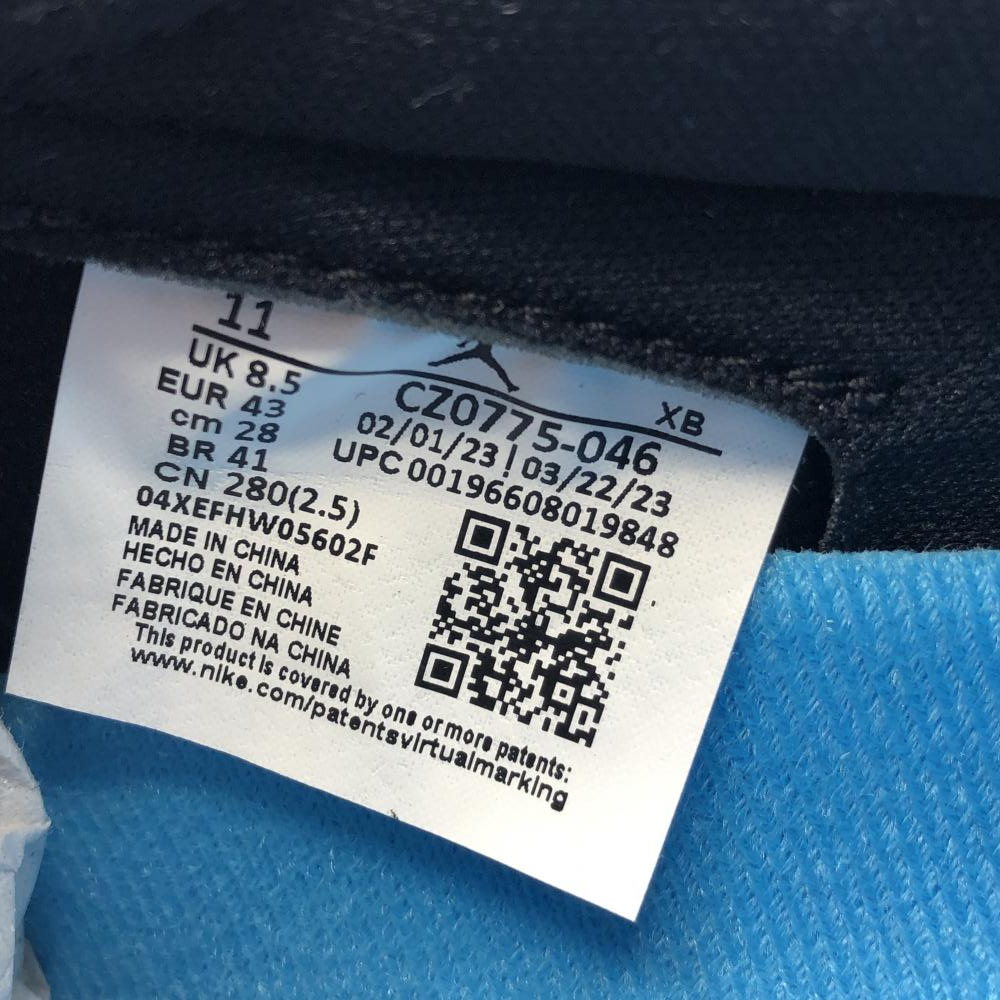 11
XB
UK 8.5
EUR 43
cm 28
BR 41
CN 280(2.5)
04XEFHW05602F
CZ0775-046
02/01/23 | 03/22/23
UPC 00196608019848
MADE IN CHINA
HECHO EN CHINA
FABRIQUE EN CHINE
FABRICADO NA CHINA
This product is covered by one or more patents:
www.nike.com/patentsvirtualmarking